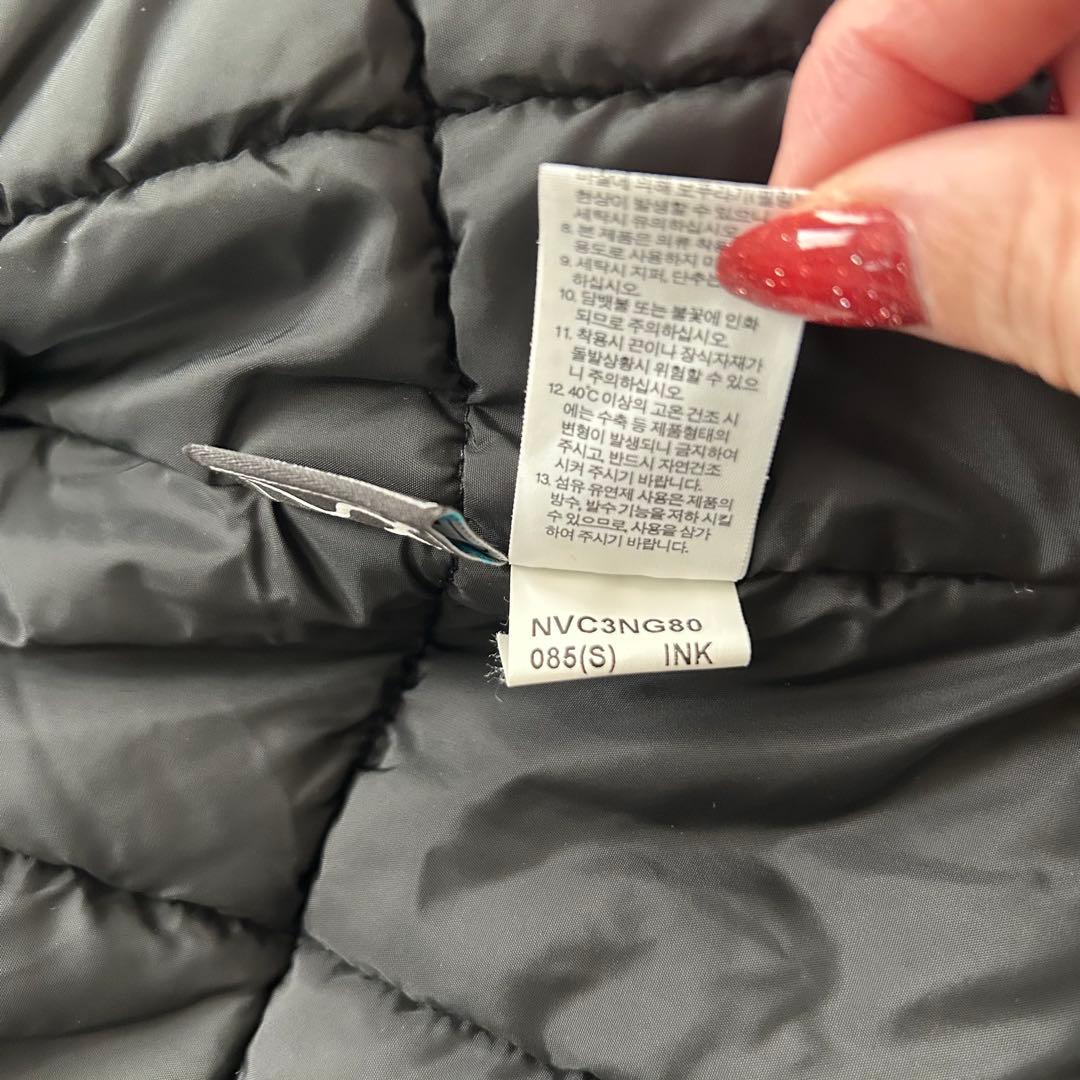 현상이 발생할 수 있으니
세탁시 유의하십시오
8. 본 제품은 의류 착용
용도로 사용하지 마
9. 세탁시 지퍼, 단추는
하십시오.
10. 담뱃불 또는 불꽃에 인화
되므로 주의하십시오.
11. 착용시 끈이나 장식자재가
돌발상황시 위험할 수 있으
니 주의하십시오
12. 40℃ 이상의 고온 건조 시
에는 수축 등 제품형태의
변형이 발생되니 금지하여
주시고, 반드시 자연건조
시켜 주시기 바랍니다.
13. 섬유 유연제 사용은 제품의
방수, 발수 기능을 저하 시킬
수 있으므로, 사용을 삼가
하여 주시기 바랍니다.
NVC3NG80
085(S) INK